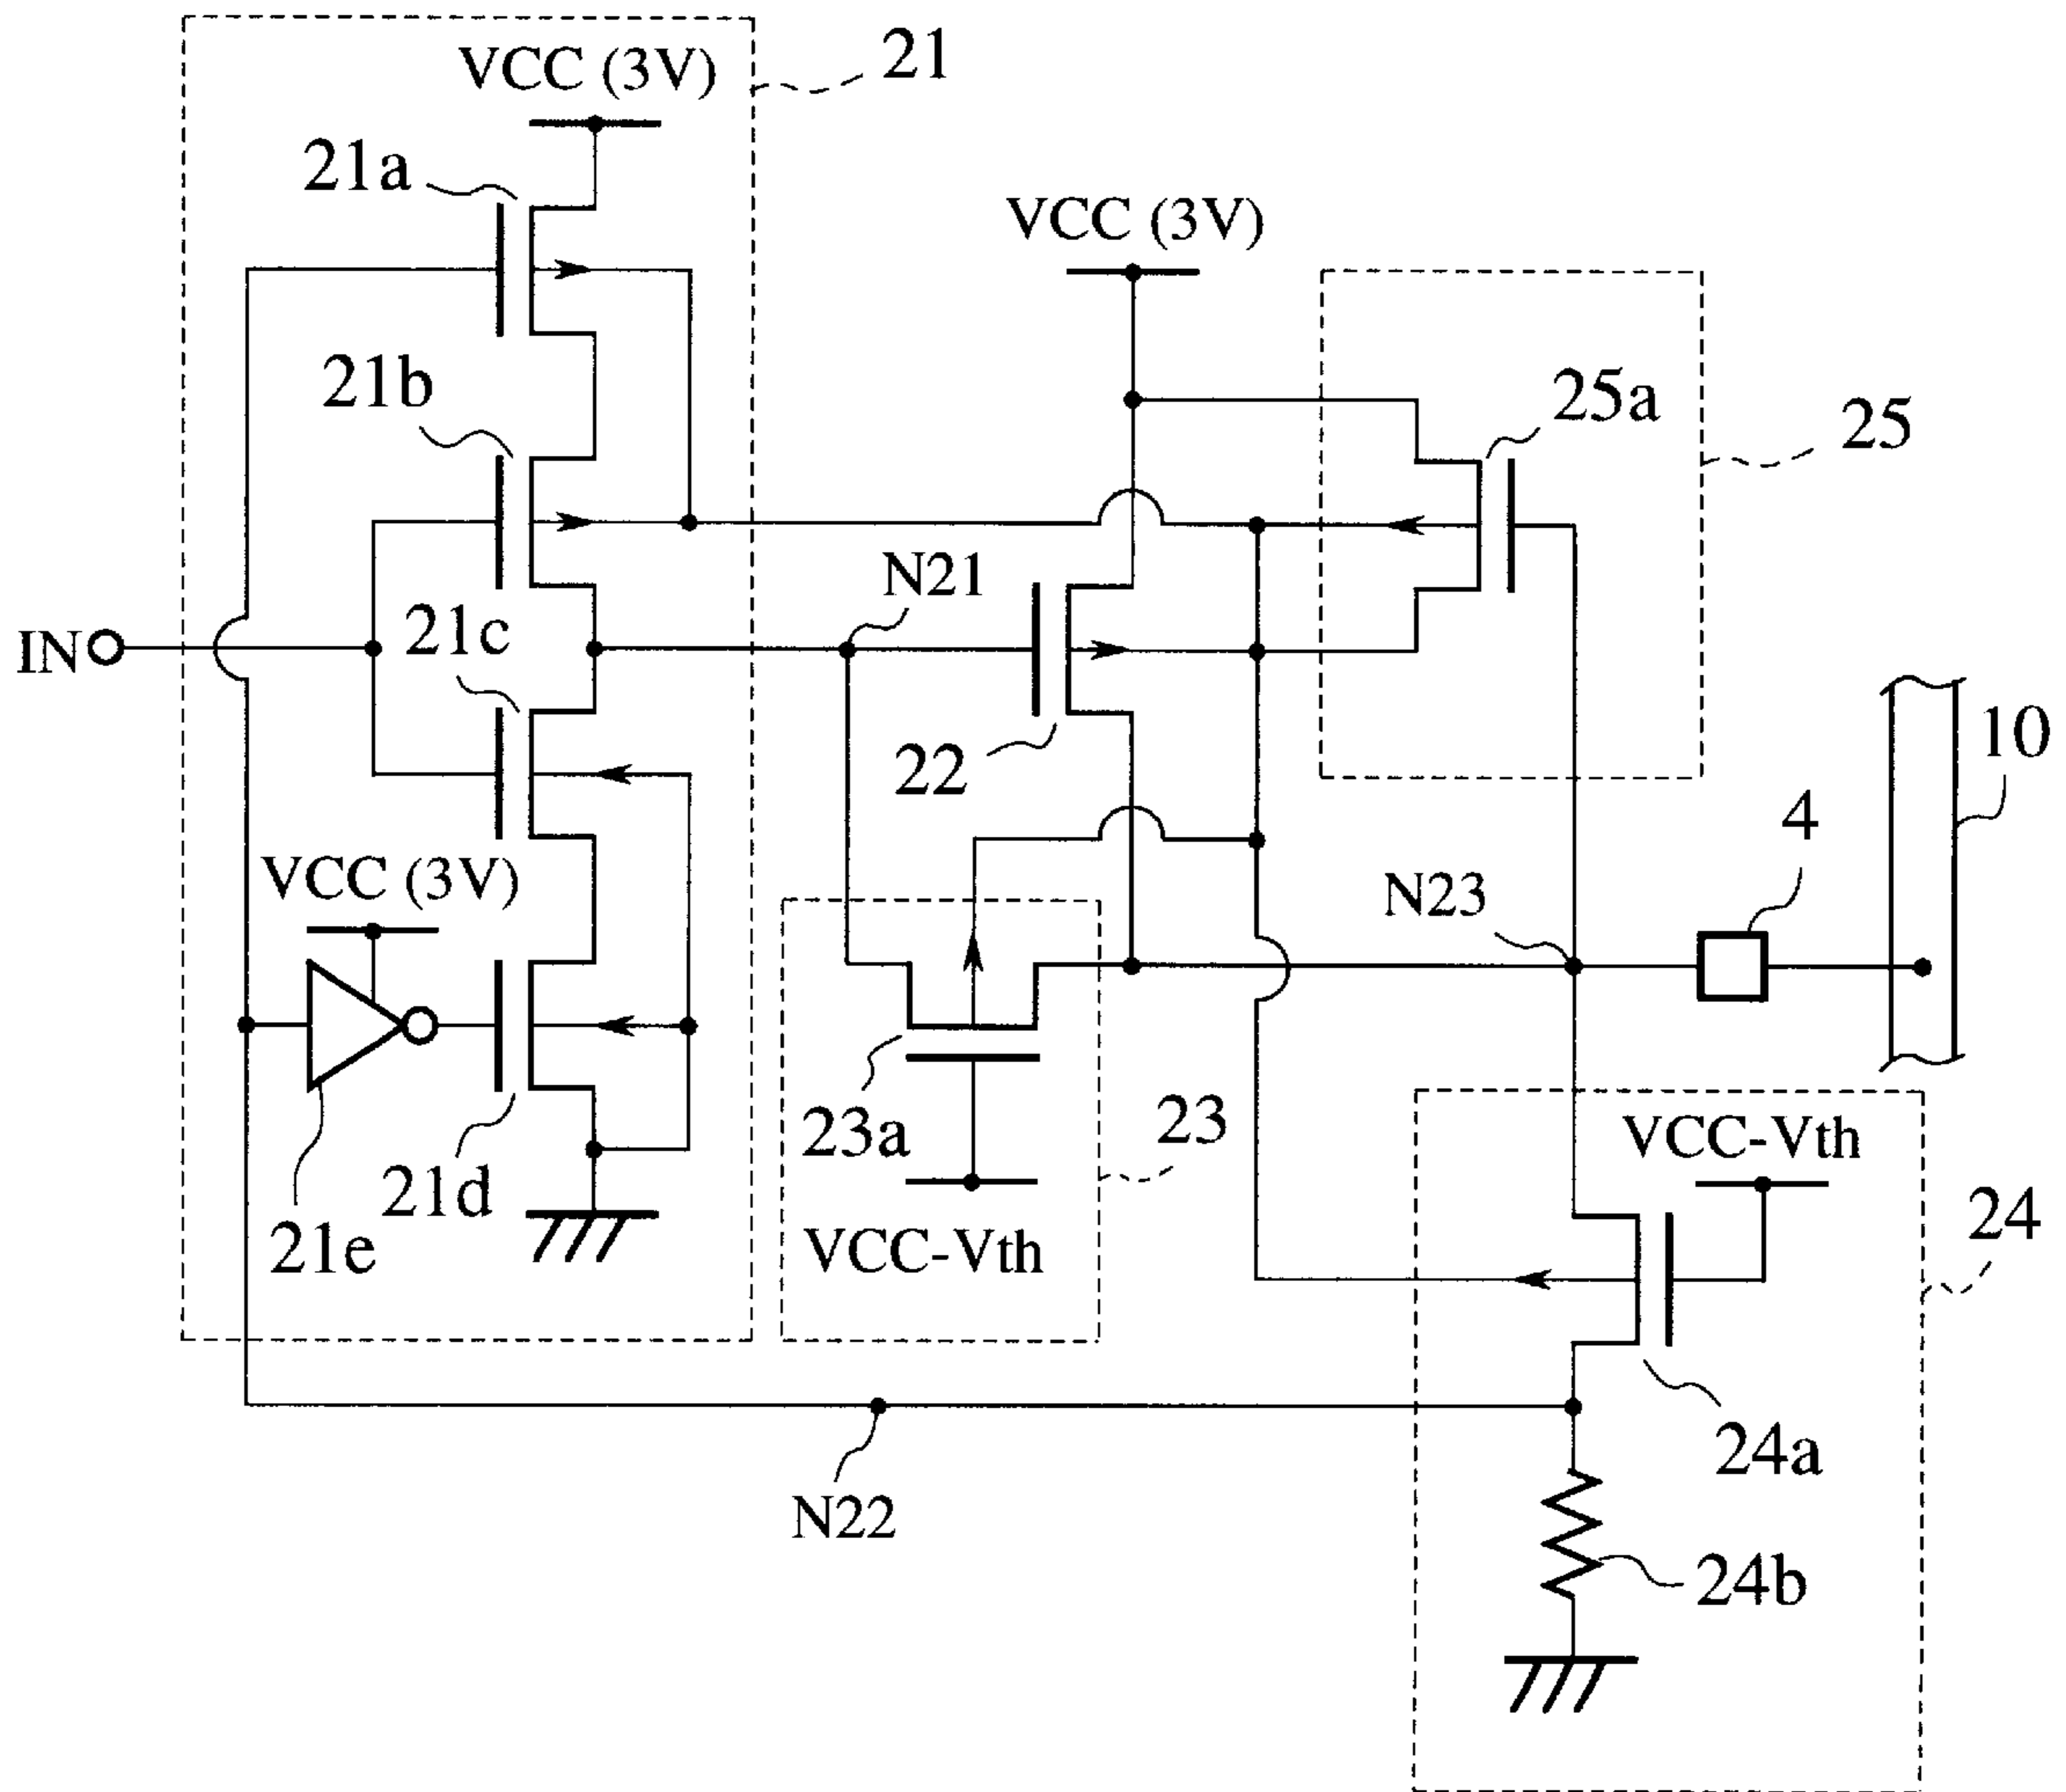 VCC (3V)
21
21a
VCC (3V)
21b
25a
25
N21
21c
IN
22
10
4
VCC (3V)
N23
23a
23
VCC-Vth
21d
24
21e
VCC-Vth
24a
N22
24b